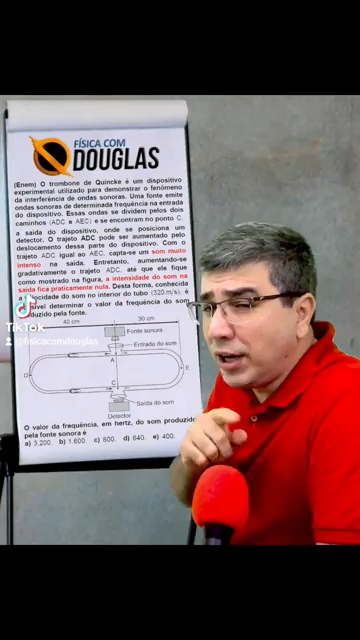 FÍSICA COM
DOUGLAS
(Enem) O trombone de Quincke é um dispositivo
experimental utilizado para demonstrar o fenômeno
da interferência de ondas sonoras. Uma fonte emite
ondas sonoras de determinada frequência na entrada
do dispositivo. Essas ondas se dividem pelos dois
caminhos (ADC e AEC) e se encontram no ponto C,
a saída do dispositivo, onde se posiciona um
detector. O trajeto ADC pode ser aumentado pelo
deslocamento dessa parte do dispositivo. Com o
trajeto ADC igual ao AEC, capta-se um som muito
intenso na saída. Entretanto, aumentando-se
gradativamente o trajeto ADC, até que ele fique
como mostrado na figura, a intensidade do som na
saída fica praticamente nula. Desta forma, conhecida
a velocidade do som no interior do tubo (320 m/s), é
determinar o valor da frequência do som
pela fonte.
40 cm
30 cm
Fonte sonora
Entrada do som
A
D
E
C
Saída do som
Detector
TikTok
@fisicacomdouglas
O valor da frequência, em hertz, do som produzido
pela fonte sonora é
a) 3.200. b) 1.600. c) 800. d) 640. e) 400.